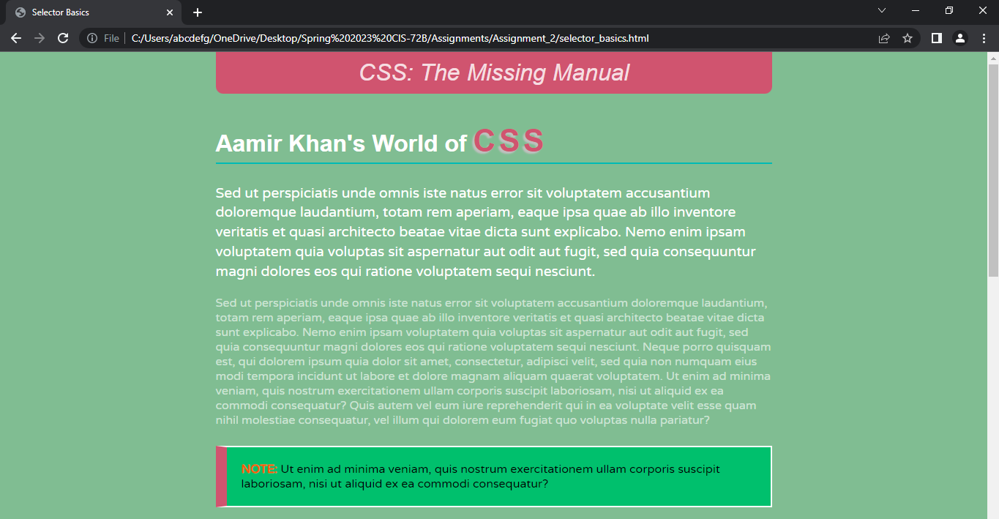 Selector Basics
File C:/Users/abcdefg/OneDrive/Desktop/Spring%202023%20CIS-72B/Assignments/Assignment_2/selector_basics.html
CSS: The Missing Manual
Aamir Khan's World of CSS
Sed ut perspiciatis unde omnis iste natus error sit voluptatem accusantium
doloremque laudantium, totam rem aperiam, eaque ipsa quae ab illo inventore
veritatis et quasi architecto beatae vitae dicta sunt explicabo. Nemo enim ipsam
voluptatem quia voluptas sit aspernatur aut odit aut fugit, sed quia consequuntur
magni dolores eos qui ratione voluptatem sequi nesciunt.
Sed ut perspiciatis unde omnis iste natus error sit voluptatem accusantium doloremque laudantium,
totam rem aperiam, eaque ipsa quae ab illo inventore veritatis et quasi architecto beatae vitae dicta
sunt explicabo. Nemo enim ipsam voluptatem quia voluptas sit aspernatur aut odit aut fugit, sed
quia consequuntur magni dolores eos qui ratione voluptatem sequi nesciunt. Neque porro quisquam
est, qui dolorem ipsum quia dolor sit amet, consectetur, adipisci velit, sed quia non numquam eius
modi tempora incidunt ut labore et dolore magnam aliquam quaerat voluptatem. Ut enim ad minima
veniam, quis nostrum exercitationem ullam corporis suscipit laboriosam, nisi ut aliquid ex ea
commodi consequatur? Quis autem vel eum iure reprehenderit qui in ea voluptate velit esse quam
nihil molestiae consequatur, vel illum qui dolorem eum fugiat quo voluptas nulla pariatur?
NOTE: Ut enim ad minima veniam, quis nostrum exercitationem ullam corporis suscipit
laboriosam, nisi ut aliquid ex ea commodi consequatur?